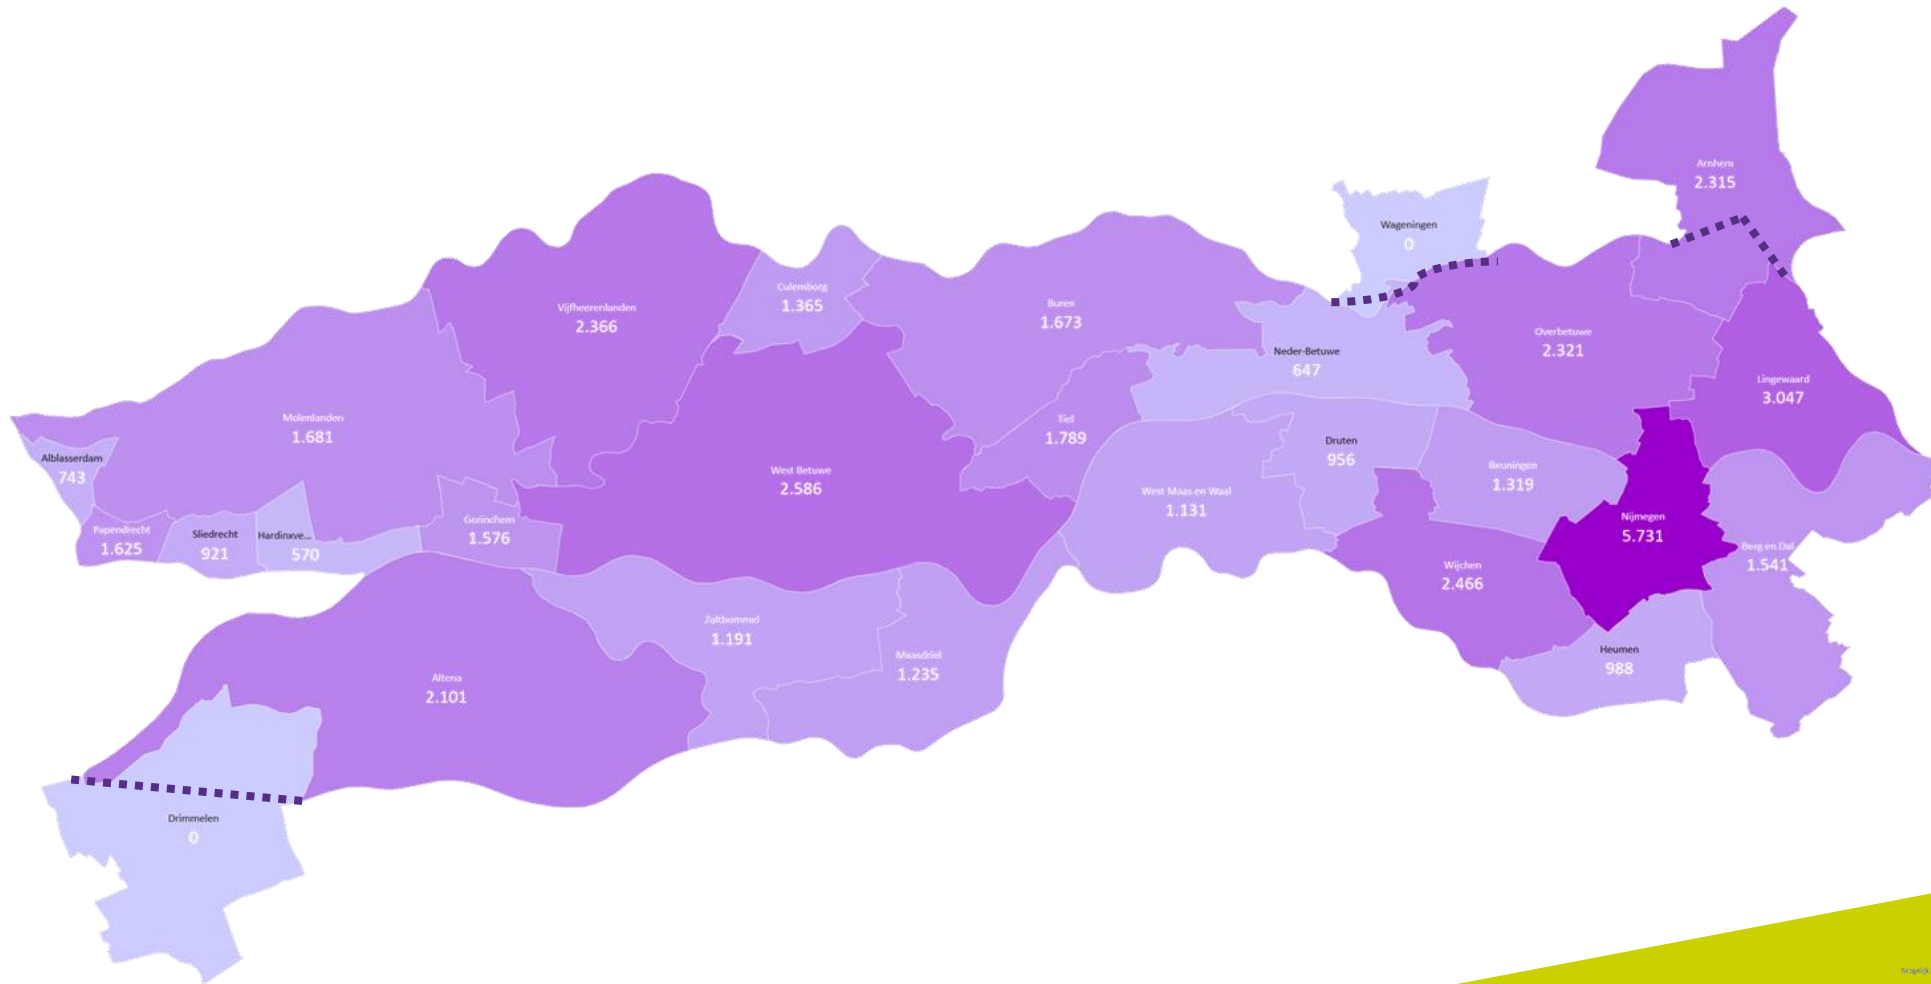 Arnhem
2.315
Wageningen
0
Culemborg
1.365
Vijfheerenlanden
2.366
Buren
1.673
Overbetuwe
2.321
Neder-Betuwe
647
Lingewaard
3.047
Molenlanden
1.681
Tiel
1.789
Druten
956
Alblasserdam
743
Beuningen
1.319
West Betuwe
2.586
West Maas en Waal
1.131
Gorinchem
1.576
Nijmegen
5.731
Papendrecht
1.625
Sliedrecht
921
Hardinxve...
570
Berg en Dal
1.541
Wijchen
2.466
Zaltbommel
1.191
Heumen
988
Maasdriel
1.235
Altena
2.101
Drimmelen
0